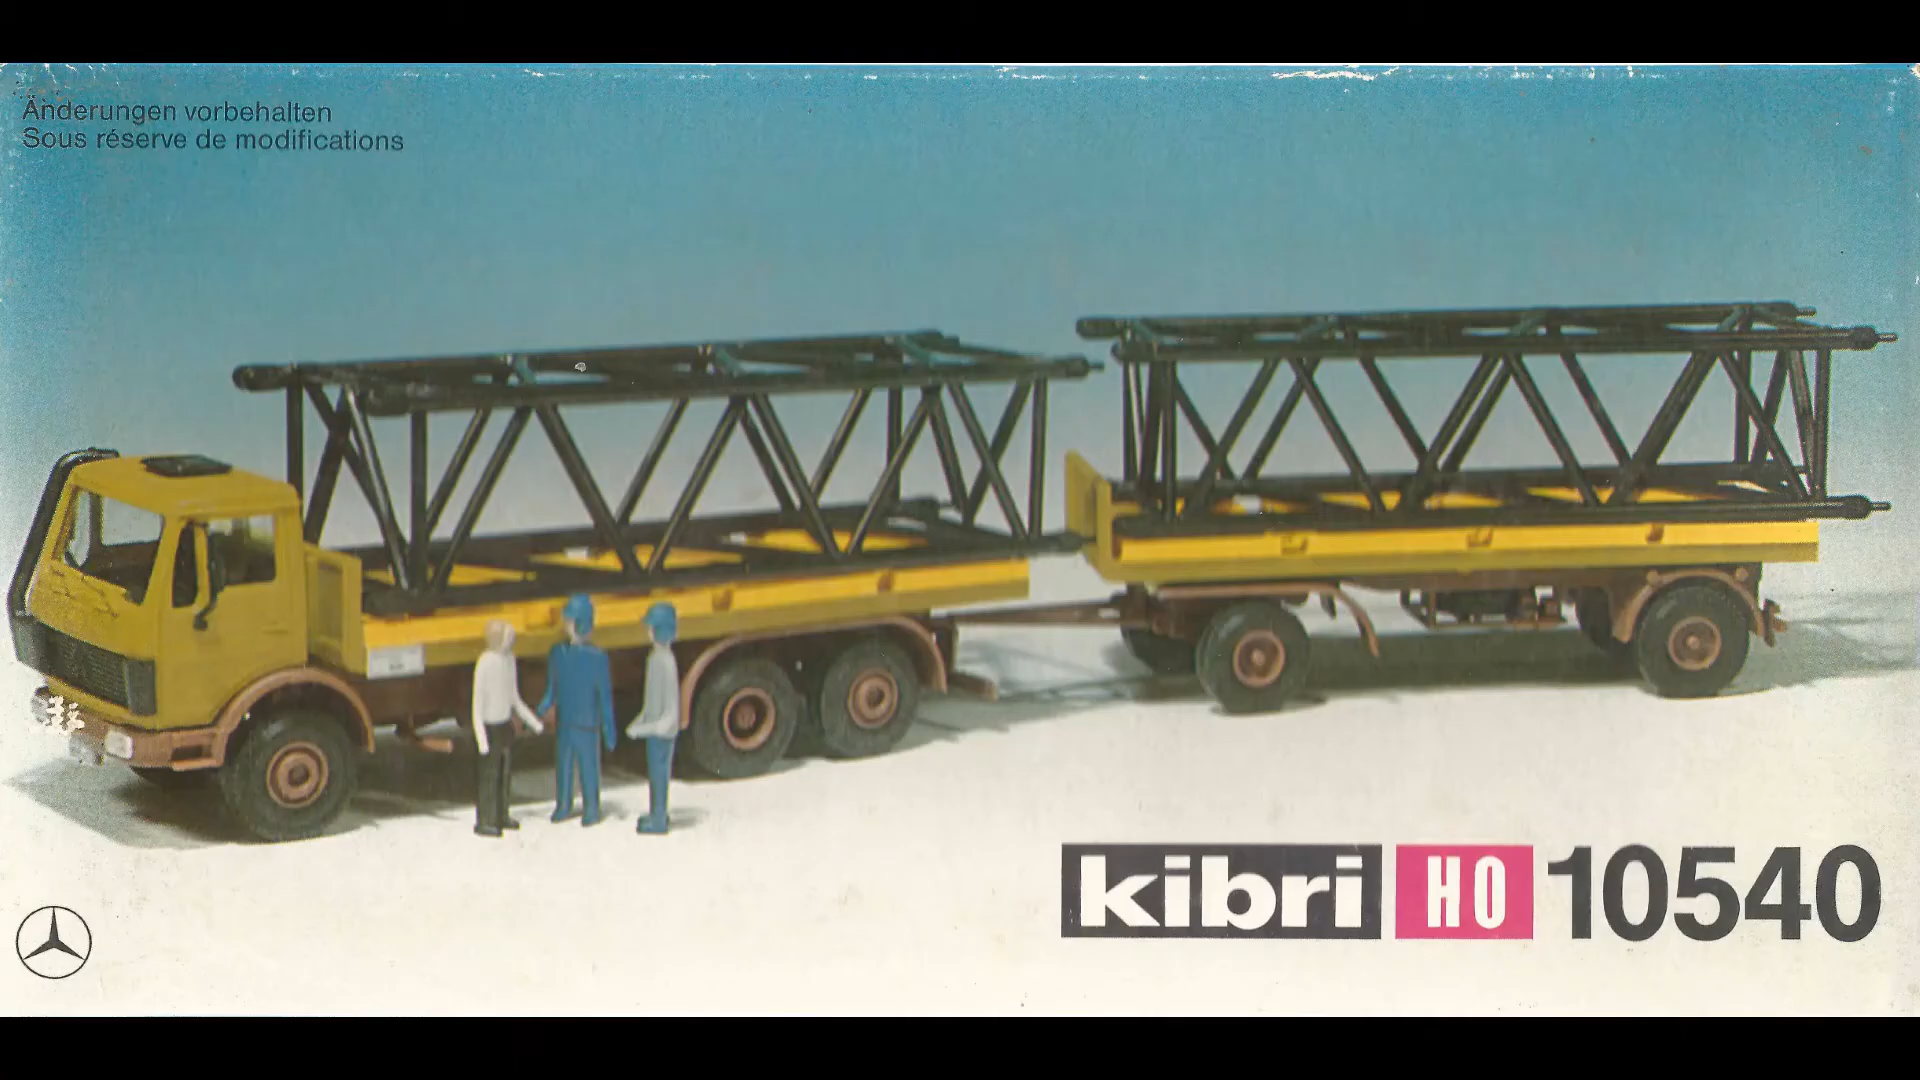 Änderungen vorbehalten
Sous réserve de modifications
kibri HO 10540